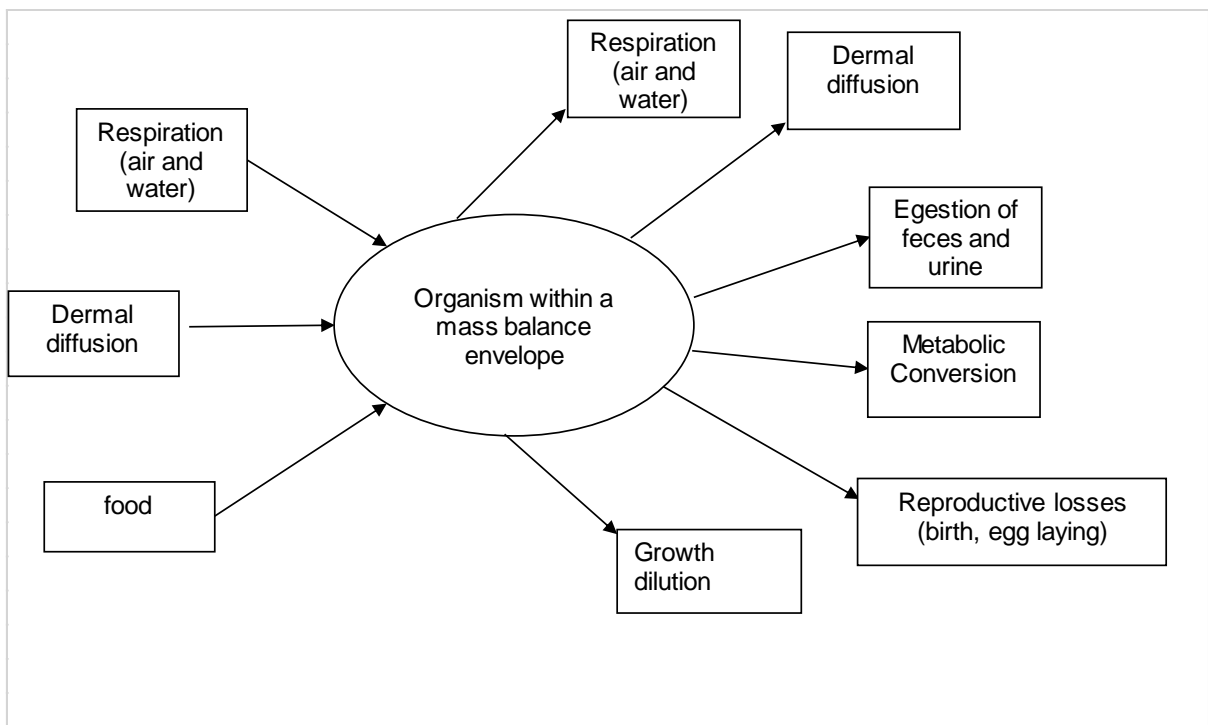 Respiration
(air and
water)
Dermal
diffusion
Respiration
(air and
water)
Egestion of
feces and
urine
Organism within a
mass balance
envelope
Dermal
diffusion
Metabolic
Conversion
food
Reproductive losses
(birth, egg laying)
Growth
dilution